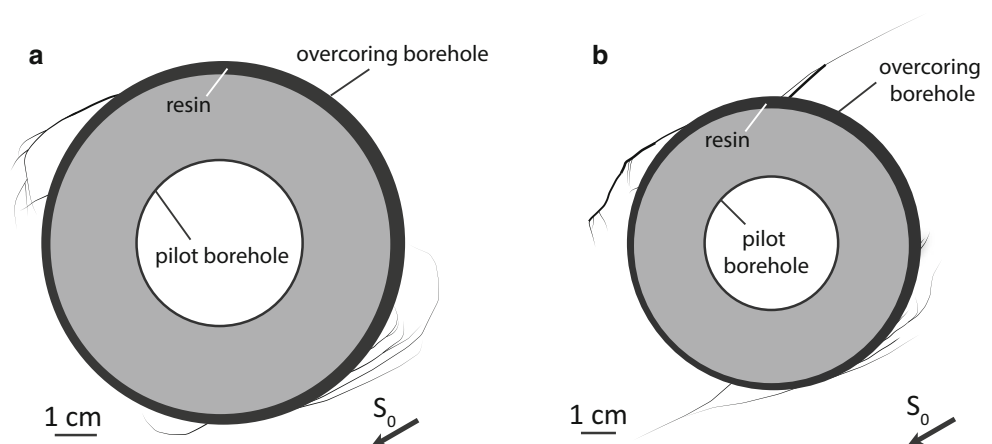 a
overcoring borehole
resin
pilot borehole
1 cm
S₀
b
overcoring
borehole
resin
pilot
borehole
1 cm
S₀